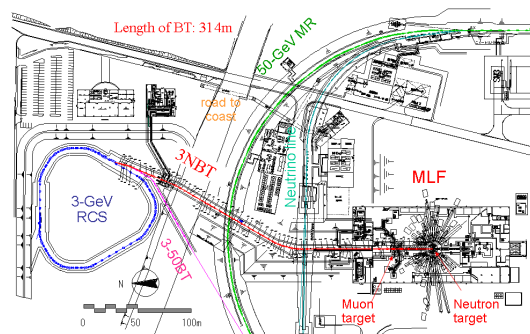 Length of BT: 314m
50-GeV MR
road to
coast
3NBT
Neutrino line
MLF
3-GeV
RCS
3-50BT
N
Muon
target
Neutron
target
0 50 100m